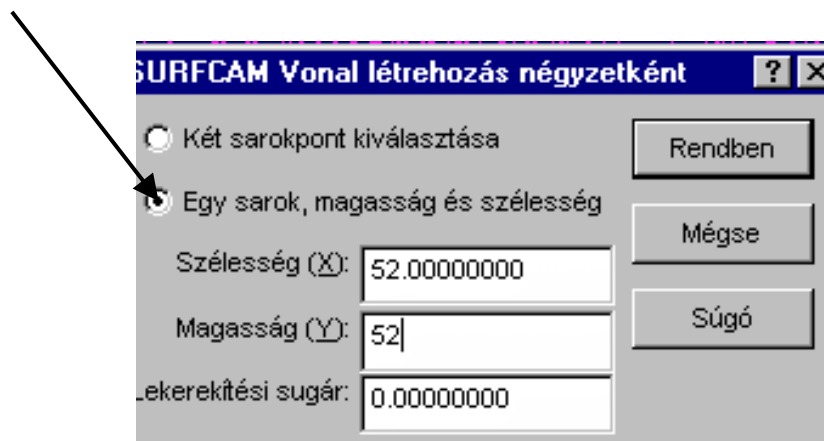 SURFCAM Vonal létrehozás négyzetként
Két sarokpont kiválasztása
Rendben
Egy sarok, magasság és szélesség
Mégse
Szélesség (X): 52.00000000
Magasság (Y): 52
Súgó
Lekerekítési sugár: 0.00000000